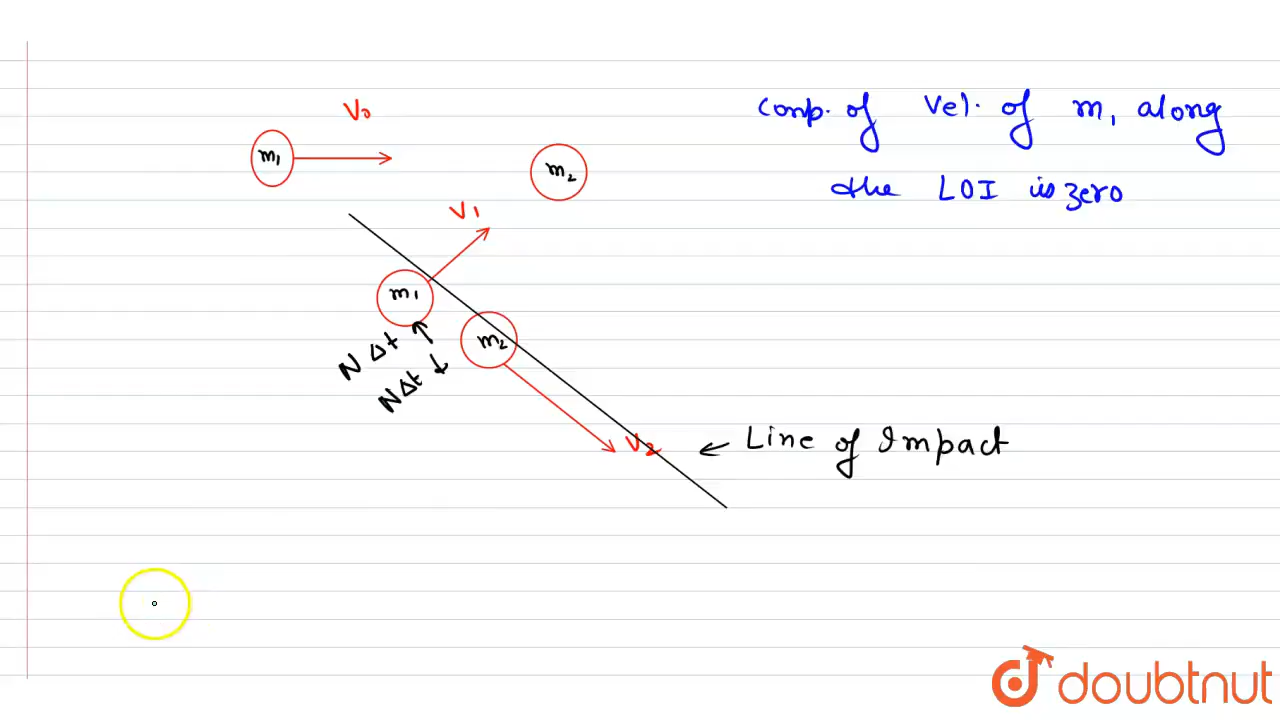 V₀
m₁
m₂
comp. of vel. of m₁ along
the LOI is zero
V₁
m₁
m₂
N Δt
N Δt
V₂
← Line of Impact
doubtnut